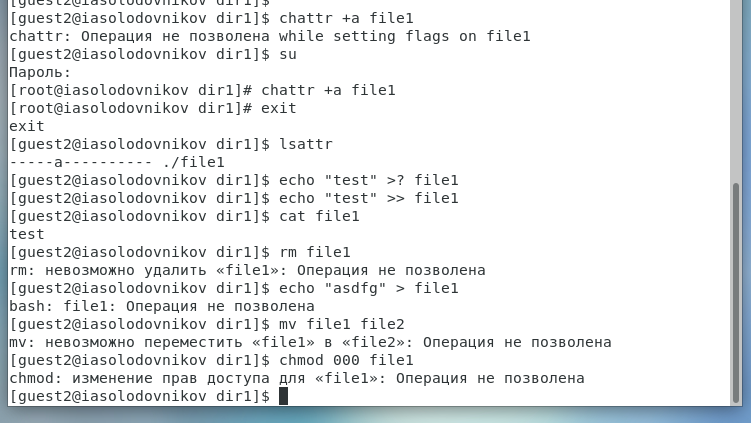 [guest2@iasolodovnikov dir1]$
[guest2@iasolodovnikov dir1]$ chattr +a file1
chattr: Операция не позволена while setting flags on file1
[guest2@iasolodovnikov dir1]$ su
Пароль:
[root@iasolodovnikov dir1]# chattr +a file1
[root@iasolodovnikov dir1]# exit
exit
[guest2@iasolodovnikov dir1]$ lsattr
-----a---------- ./file1
[guest2@iasolodovnikov dir1]$ echo "test" >? file1
[guest2@iasolodovnikov dir1]$ echo "test" >> file1
[guest2@iasolodovnikov dir1]$ cat file1
test
[guest2@iasolodovnikov dir1]$ rm file1
rm: невозможно удалить «file1»: Операция не позволена
[guest2@iasolodovnikov dir1]$ echo "asdfg" > file1
bash: file1: Операция не позволена
[guest2@iasolodovnikov dir1]$ mv file1 file2
mv: невозможно переместить «file1» в «file2»: Операция не позволена
[guest2@iasolodovnikov dir1]$ chmod 000 file1
chmod: изменение прав доступа для «file1»: Операция не позволена
[guest2@iasolodovnikov dir1]$